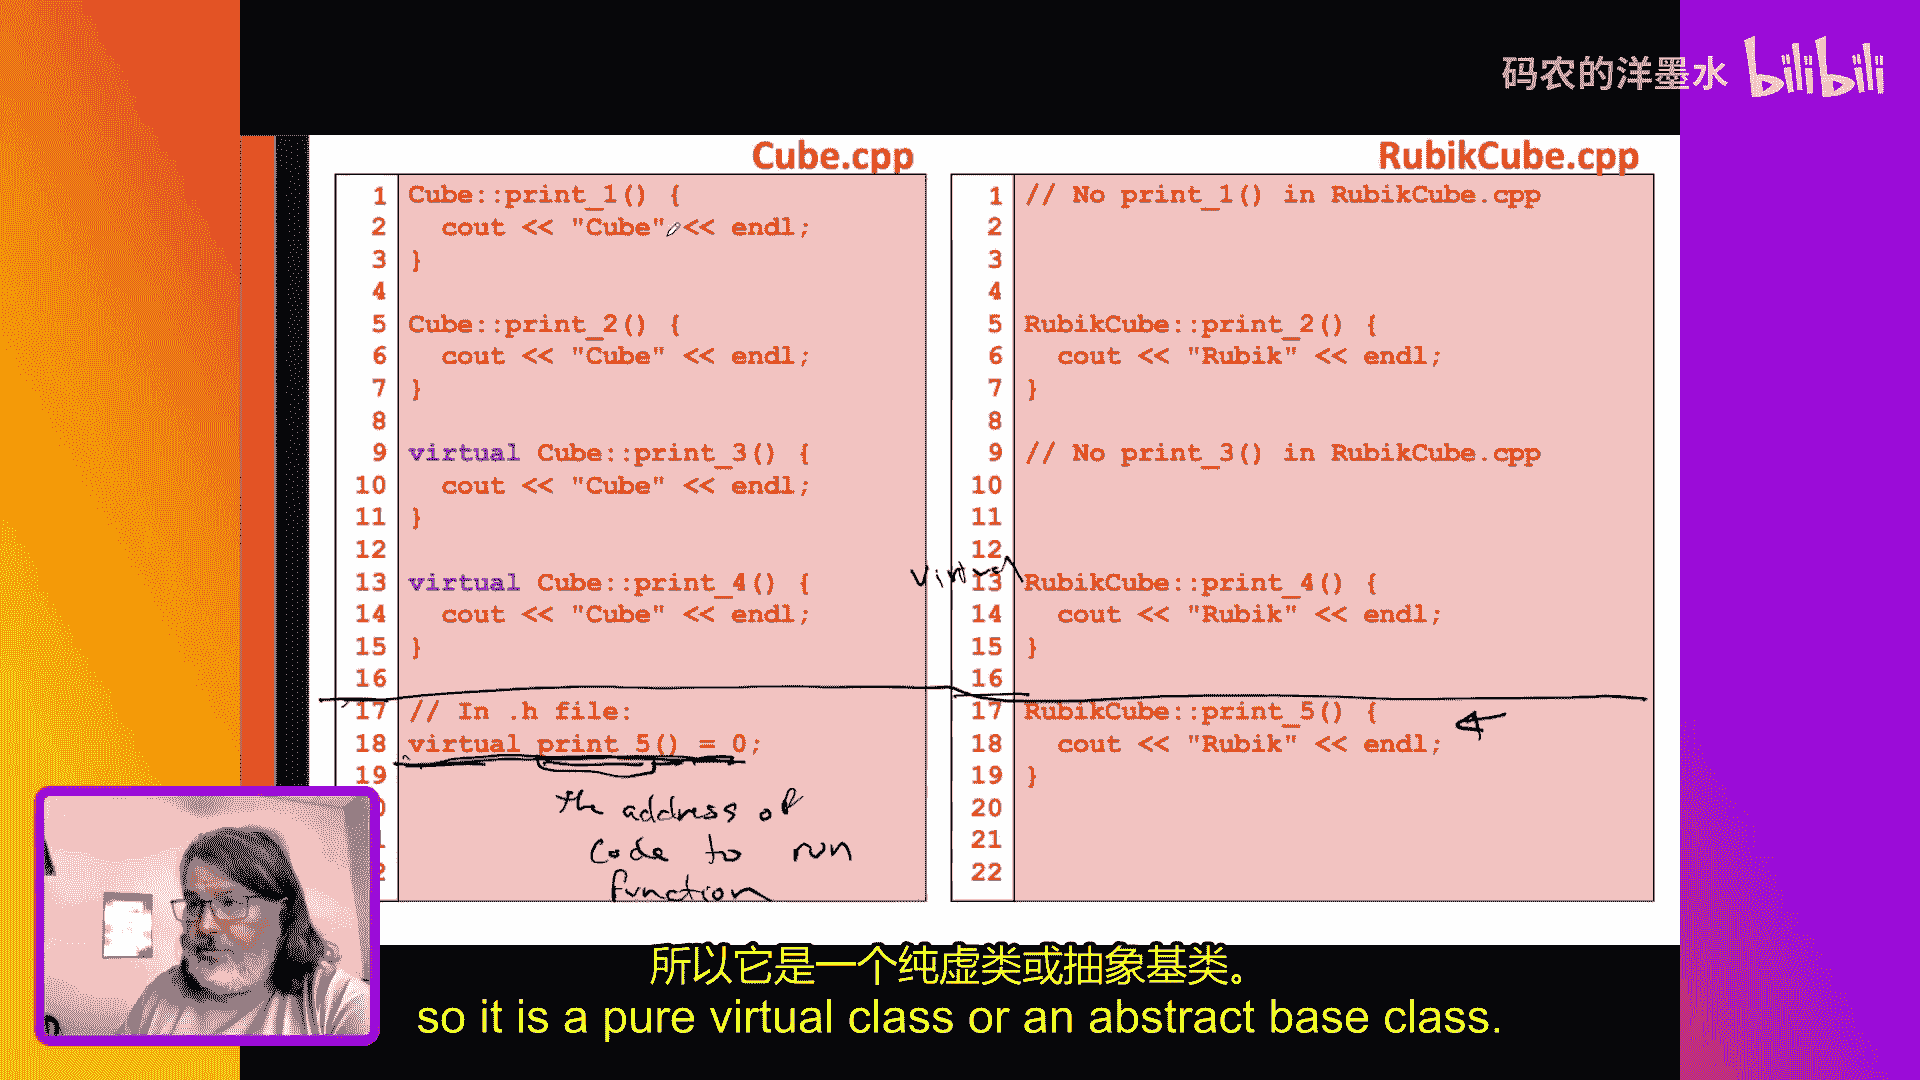 码农的洋墨水 bilibili
Cube.cpp
1 Cube::print_1() {
2 cout << "Cube" << endl;
3 }
4
5 Cube::print_2() {
6 cout << "Cube" << endl;
7 }
8
9 virtual Cube::print_3() {
10 cout << "Cube" << endl;
11 }
12
13 virtual Cube::print_4() {
14 cout << "Cube" << endl;
15 }
16
17 // In .h file:
18 virtual print_5() = 0;
19
the address of
code to run
function
RubikCube.cpp
1 // No print_1() in RubikCube.cpp
2
3
4
5 RubikCube::print_2() {
6 cout << "Rubik" << endl;
7 }
8
9 // No print_3() in RubikCube.cpp
10
11
12
virtual
13 RubikCube::print_4() {
14 cout << "Rubik" << endl;
15 }
16
17 RubikCube::print_5() {
18 cout << "Rubik" << endl;
19 }
20
21
22
所以它是一个纯虚类或抽象基类。
so it is a pure virtual class or an abstract base class.